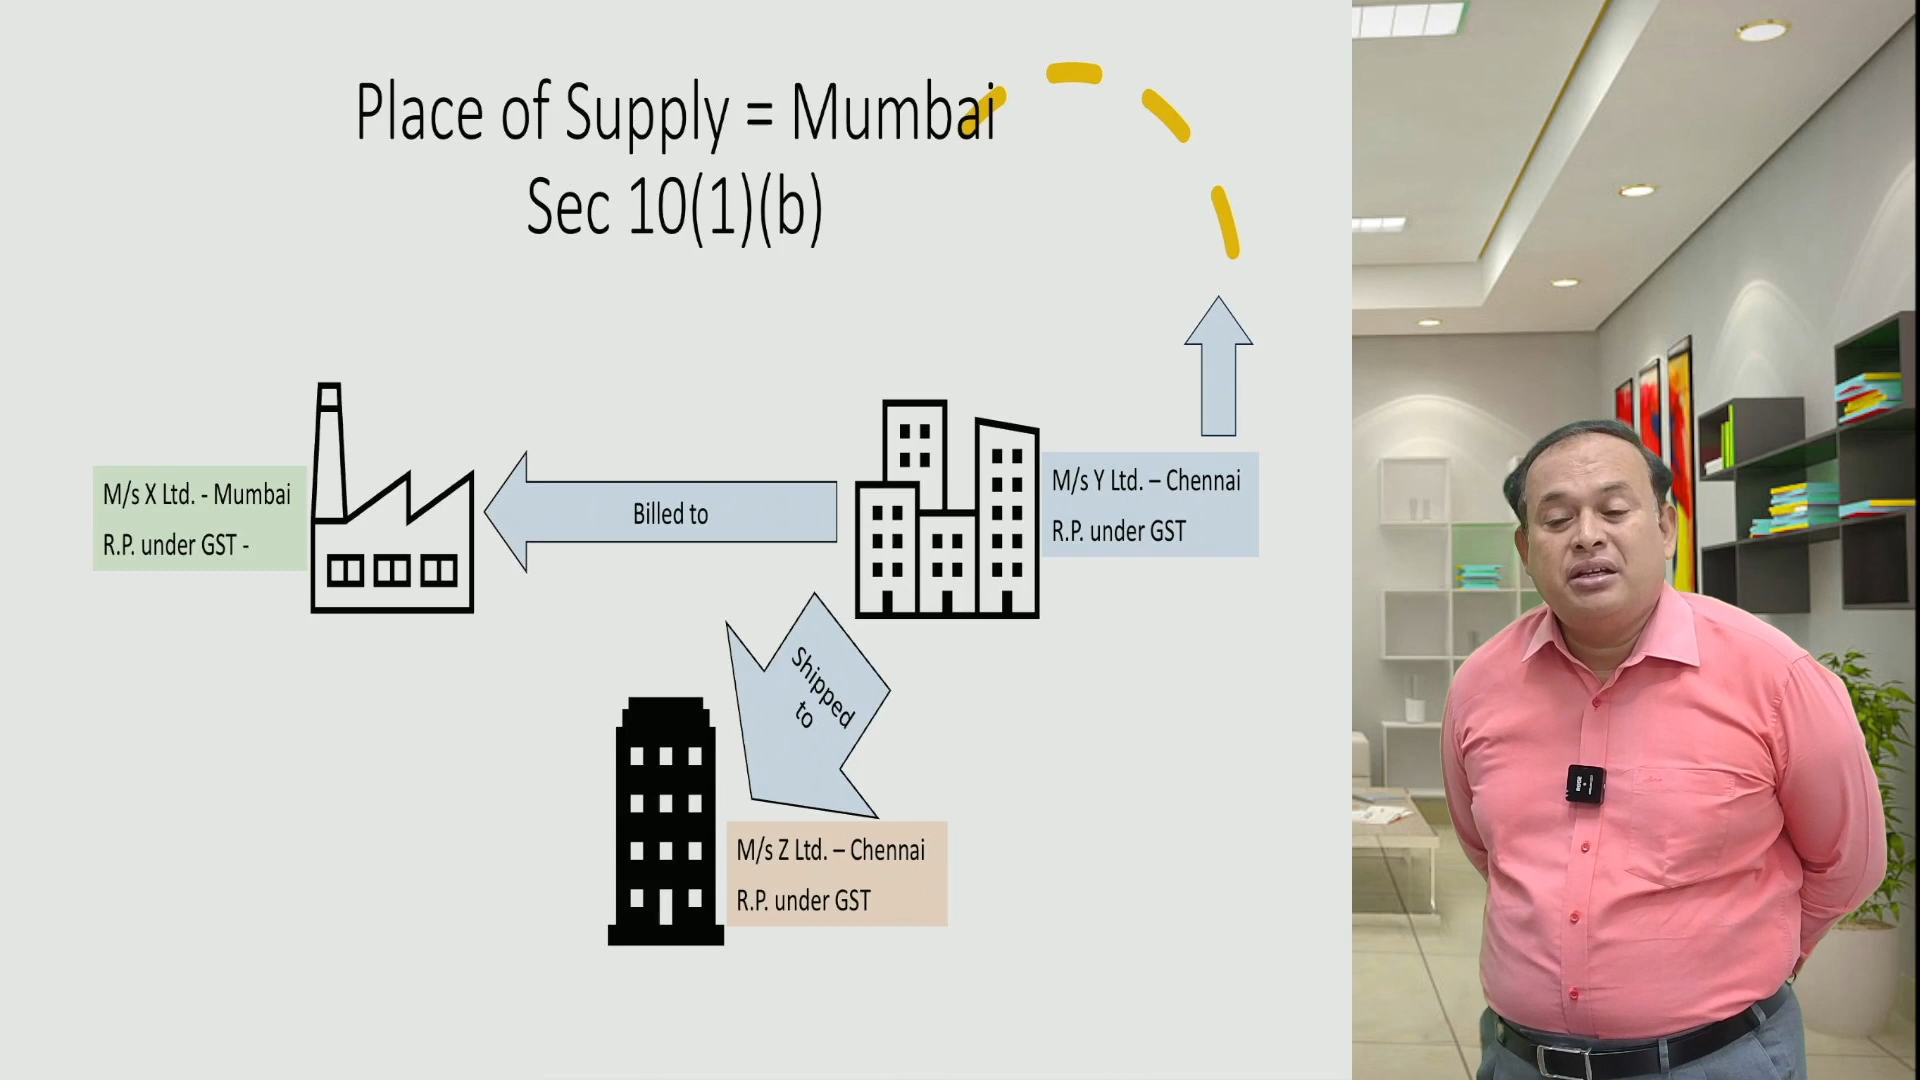 Place of Supply = Mumbai
Sec 10(1)(b)
M/s X Ltd. - Mumbai
R.P. under GST -
Billed to
M/s Y Ltd. – Chennai
R.P. under GST
Shipped
to
M/s Z Ltd. – Chennai
R.P. under GST